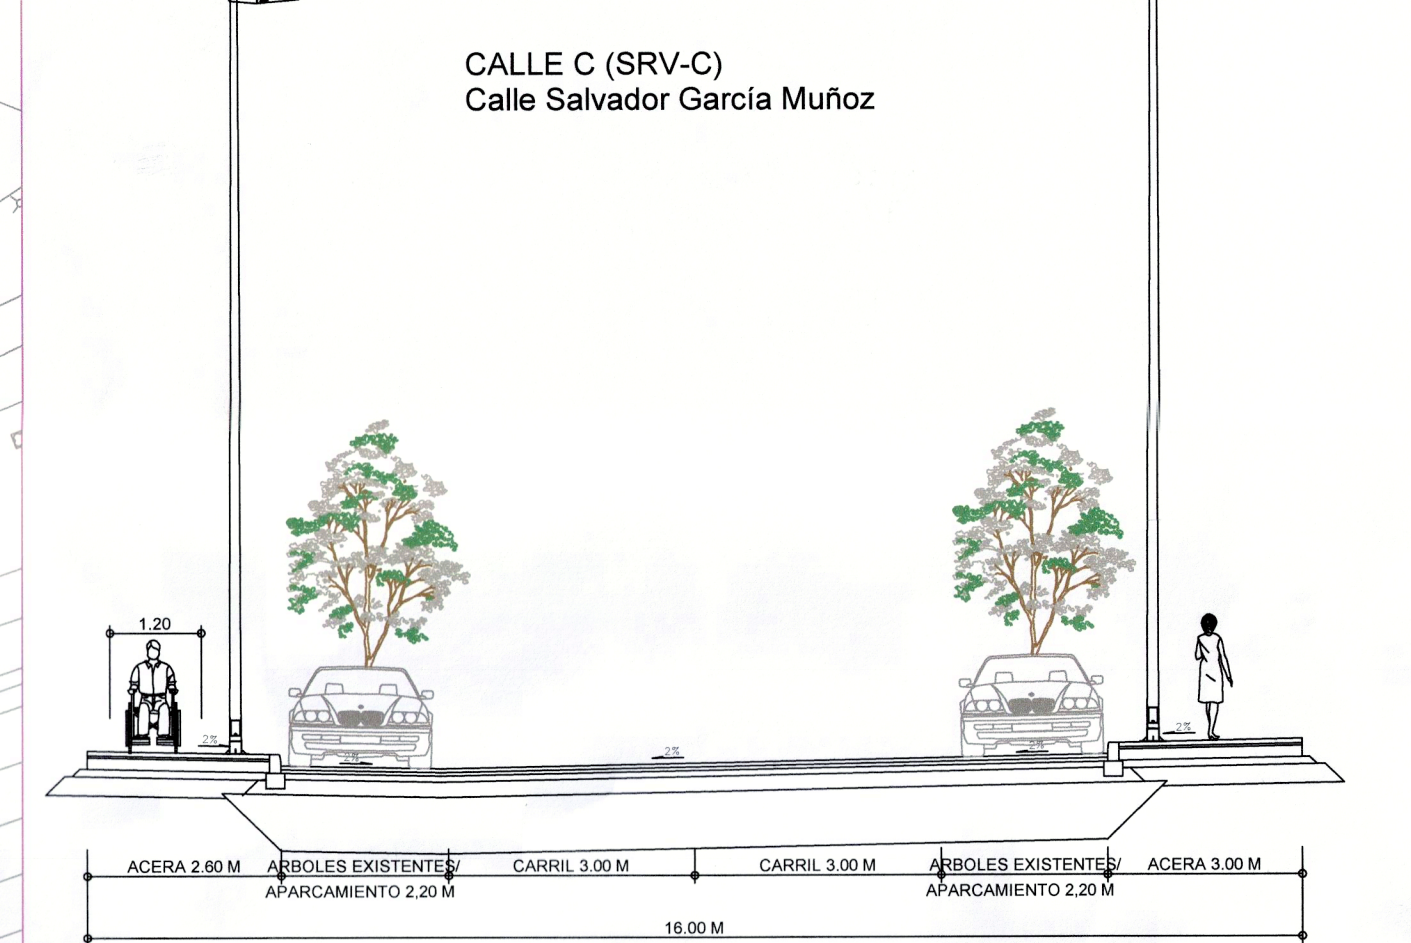 CALLE C (SRV-C)
Calle Salvador García Muñoz
1.20
2%
2%
2%
2%
2%
ACERA 2.60 M
ARBOLES EXISTENTES/
APARCAMIENTO 2,20 M
CARRIL 3.00 M
CARRIL 3.00 M
ARBOLES EXISTENTES/
APARCAMIENTO 2,20 M
ACERA 3.00 M
16.00 M